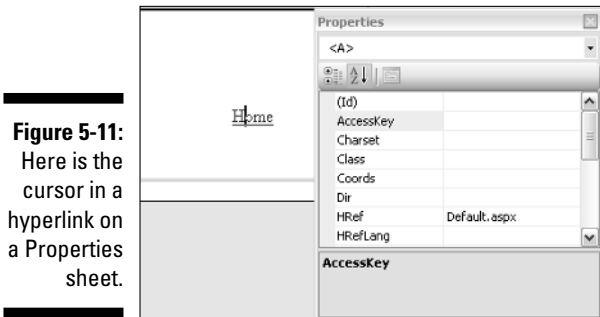 Figure 5-11:
Here is the
cursor in a
hyperlink on
a Properties
sheet.
Home
Properties
<A>
(Id)
AccessKey
Charset
Class
Coords
Dir
HRef Default.aspx
HRefLang
AccessKey